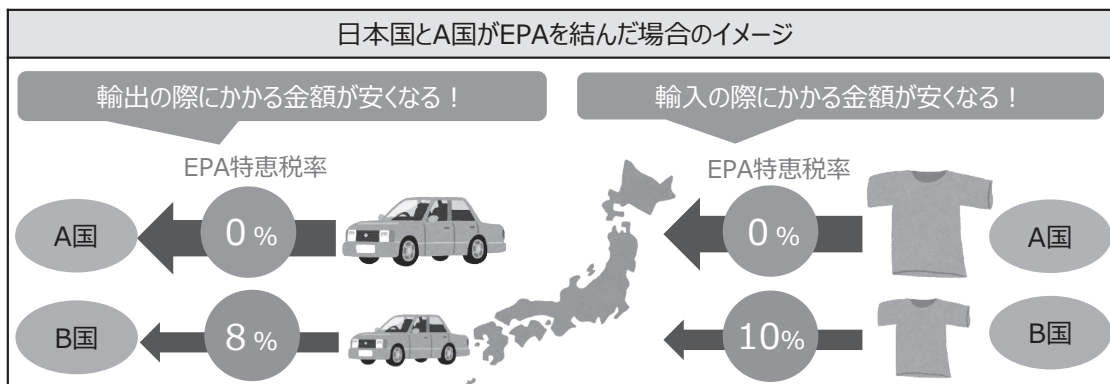 日本国とA国がEPAを結んだ場合のイメージ
輸出の際にかかる金額が安くなる！
輸入の際にかかる金額が安くなる！
EPA特恵税率
EPA特恵税率
A国
0 %
0 %
A国
B国
8 %
10%
B国